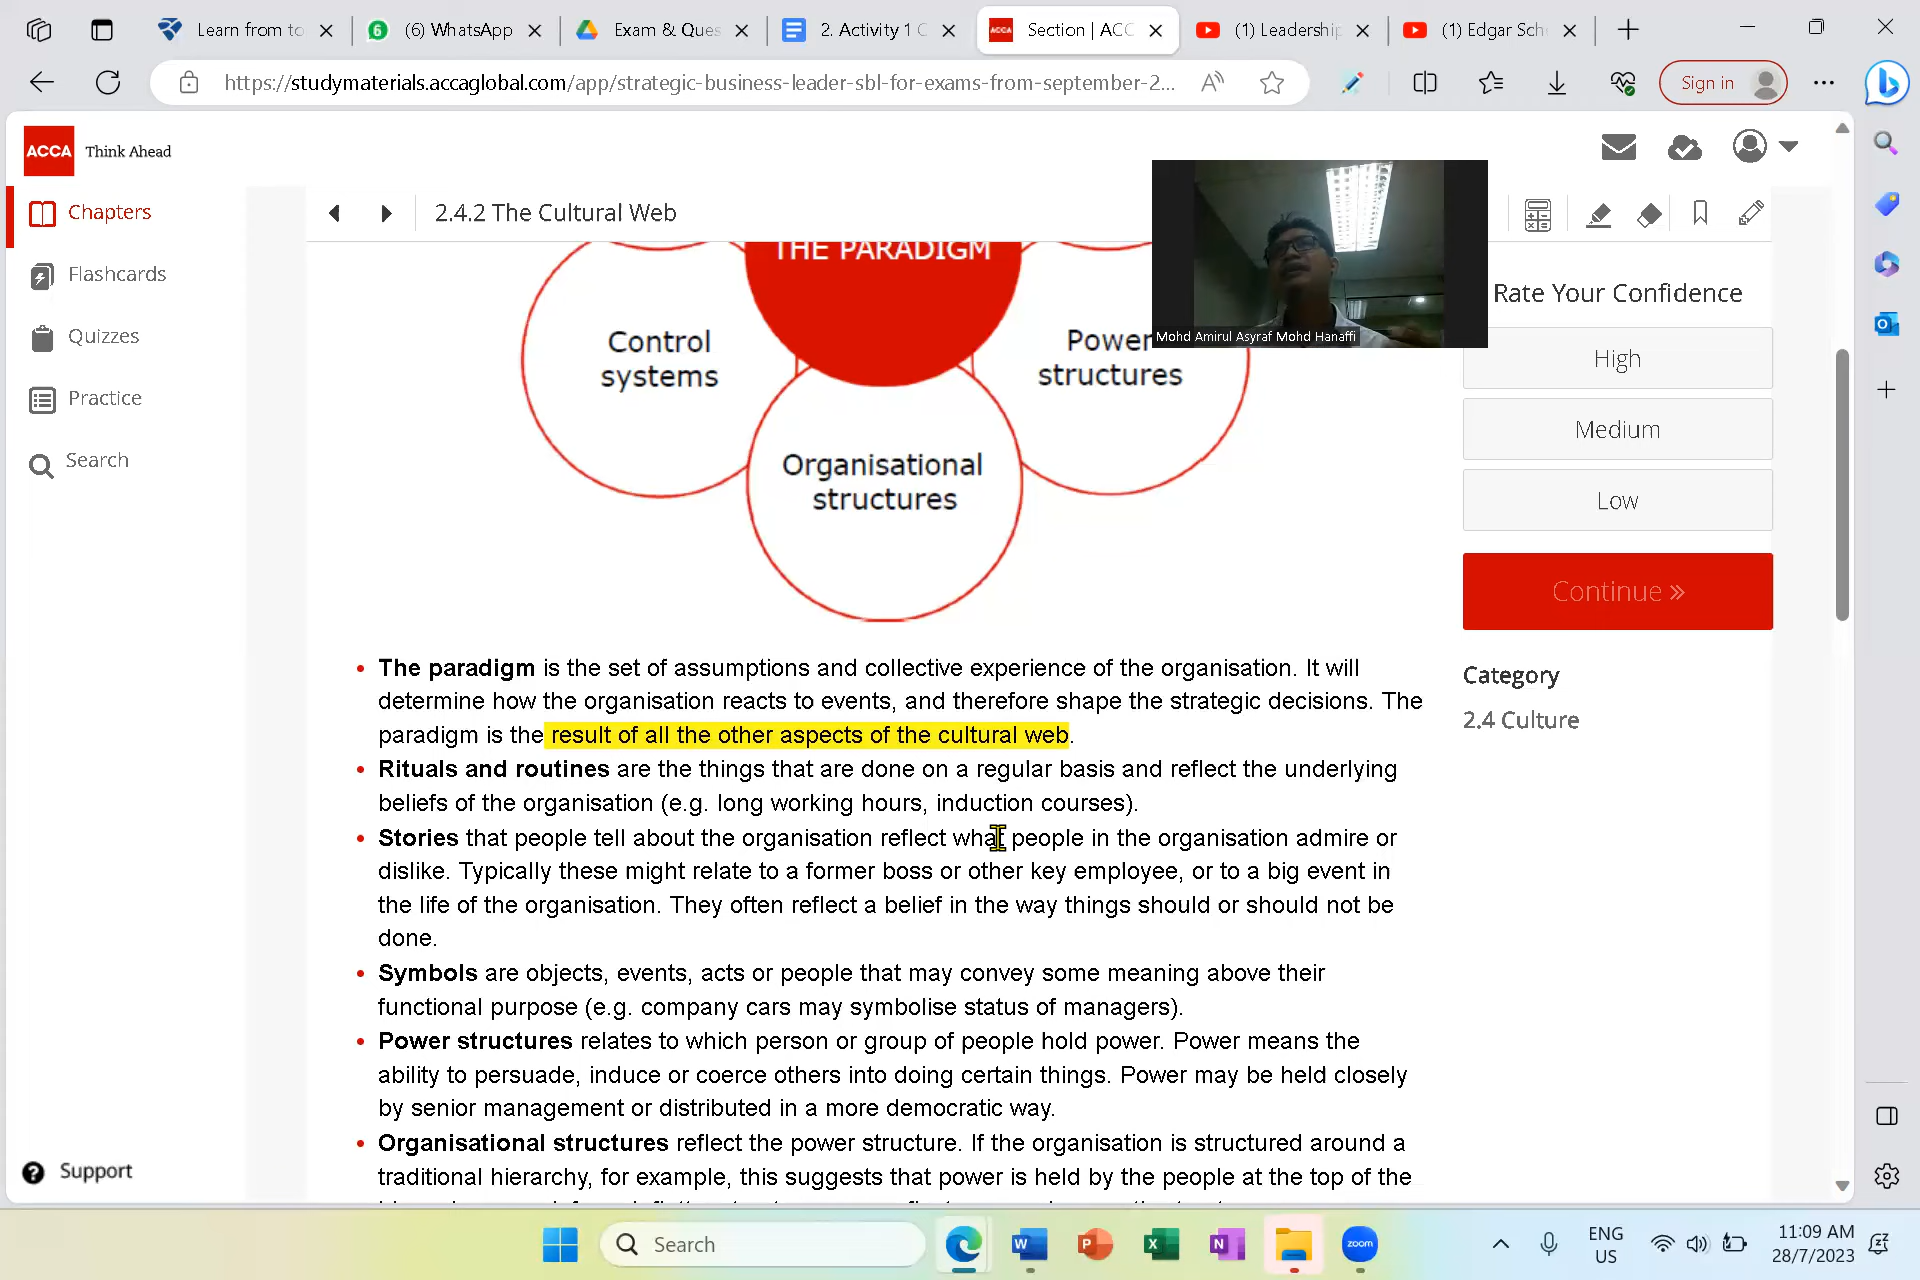 Learn from to
(6) WhatsApp
Exam & Ques
2. Activity 1 C
Section | ACC
(1) Leadership
(1) Edgar Sch
https://studymaterials.accaglobal.com/app/strategic-business-leader-sbl-for-exams-from-september-2...
Sign in
ACCA Think Ahead
Chapters
Flashcards
Quizzes
Practice
Search
Support
2.4.2 The Cultural Web
THE PARADIGM
Control
systems
Power
structures
Organisational
structures
Mohd Amirul Asyraf Mohd Hanaffi
• The paradigm is the set of assumptions and collective experience of the organisation. It will
determine how the organisation reacts to events, and therefore shape the strategic decisions. The
paradigm is the result of all the other aspects of the cultural web.
• Rituals and routines are the things that are done on a regular basis and reflect the underlying
beliefs of the organisation (e.g. long working hours, induction courses).
• Stories that people tell about the organisation reflect what people in the organisation admire or
dislike. Typically these might relate to a former boss or other key employee, or to a big event in
the life of the organisation. They often reflect a belief in the way things should or should not be
done.
• Symbols are objects, events, acts or people that may convey some meaning above their
functional purpose (e.g. company cars may symbolise status of managers).
• Power structures relates to which person or group of people hold power. Power means the
ability to persuade, induce or coerce others into doing certain things. Power may be held closely
by senior management or distributed in a more democratic way.
• Organisational structures reflect the power structure. If the organisation is structured around a
traditional hierarchy, for example, this suggests that power is held by the people at the top of the
Rate Your Confidence
High
Medium
Low
Continue »
Category
2.4 Culture
Search
zoom
ENG
US
11:09 AM
28/7/2023